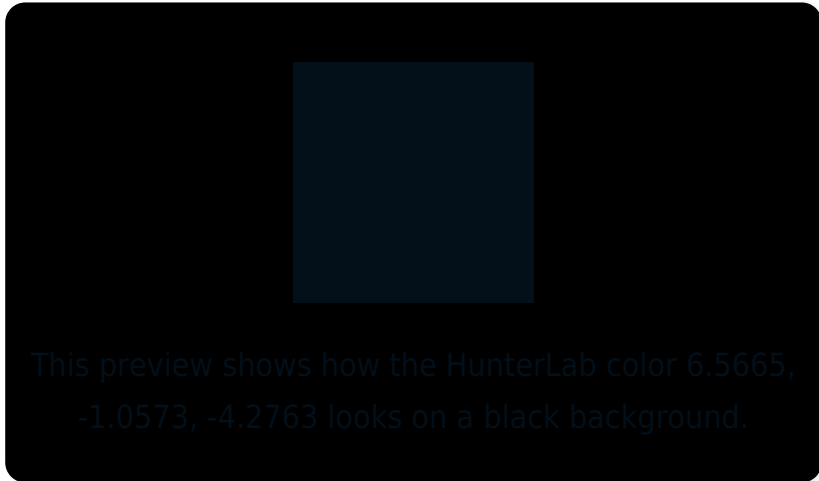 This preview shows how the HunterLab color 6.5665,
-1.0573, -4.2763 looks on a black background.